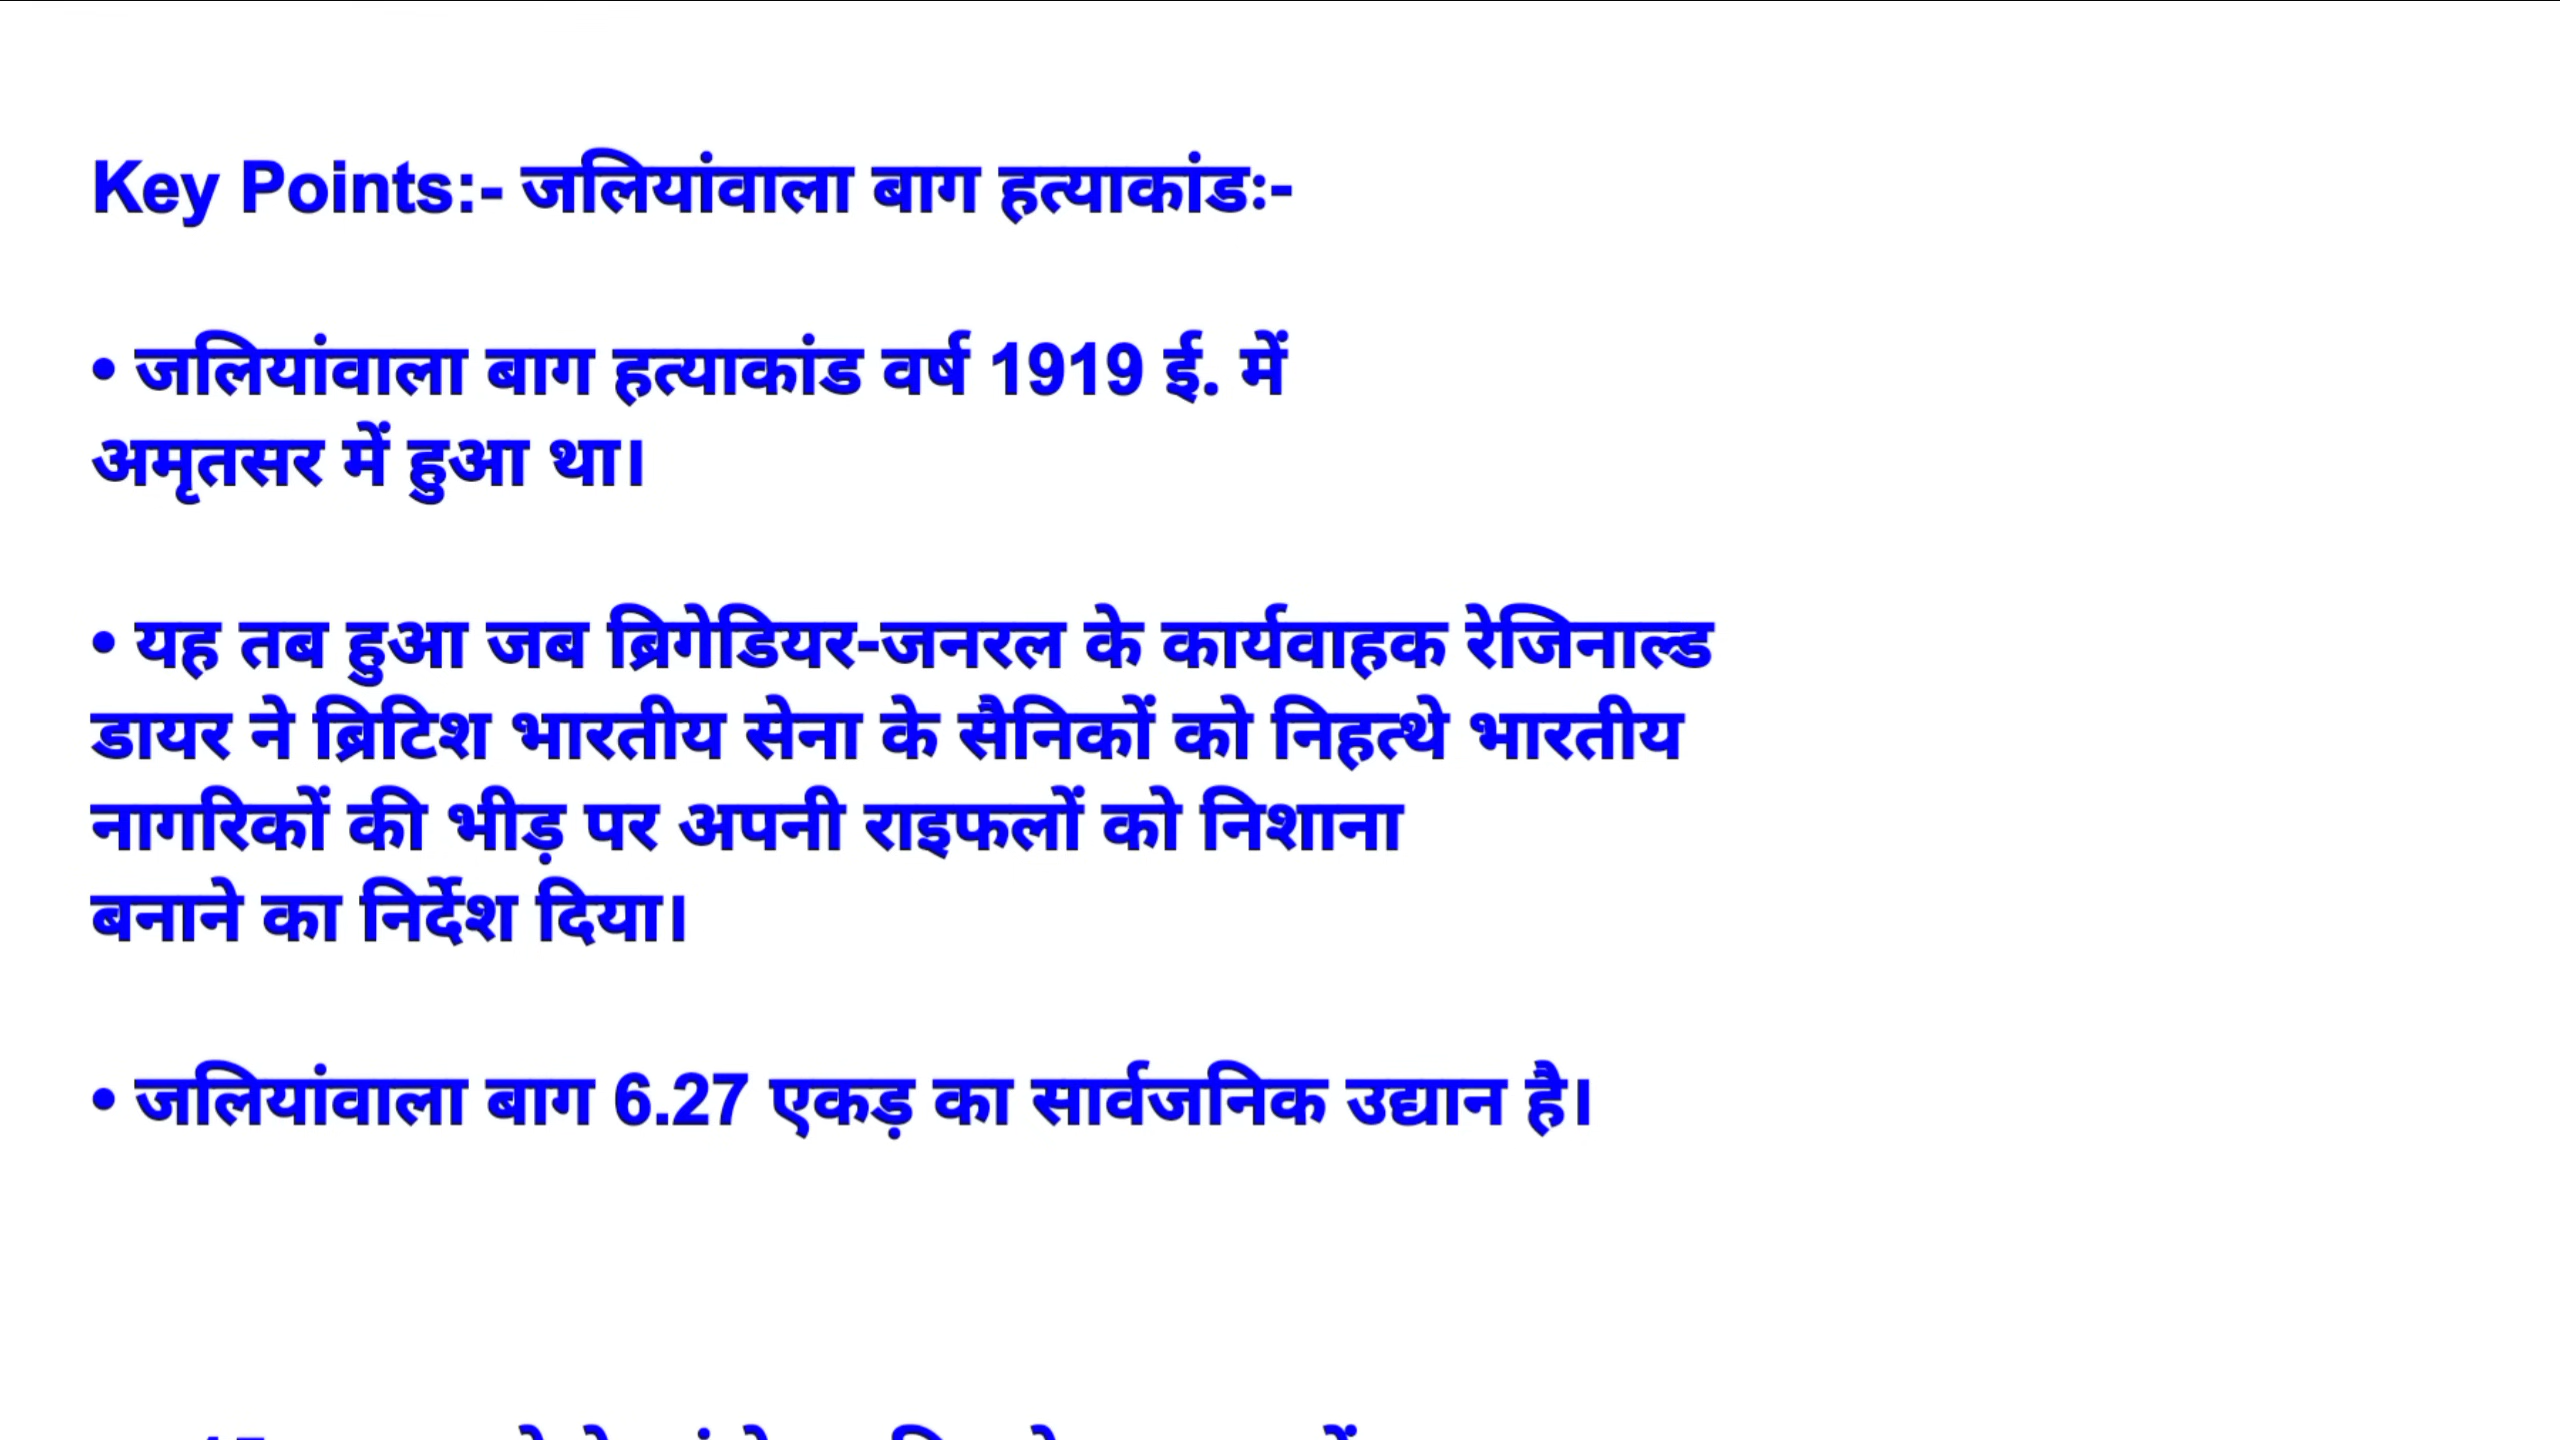 Key Points:- जलियांवाला बाग हत्याकांड:-
• जलियांवाला बाग हत्याकांड वर्ष 1919 ई. में
अमृतसर में हुआ था।
• यह तब हुआ जब ब्रिगेडियर-जनरल के कार्यवाहक रेजिनाल्ड
डायर ने ब्रिटिश भारतीय सेना के सैनिकों को निहत्थे भारतीय
नागरिकों की भीड़ पर अपनी राइफलों को निशाना
बनाने का निर्देश दिया।
• जलियांवाला बाग 6.27 एकड़ का सार्वजनिक उद्यान है।